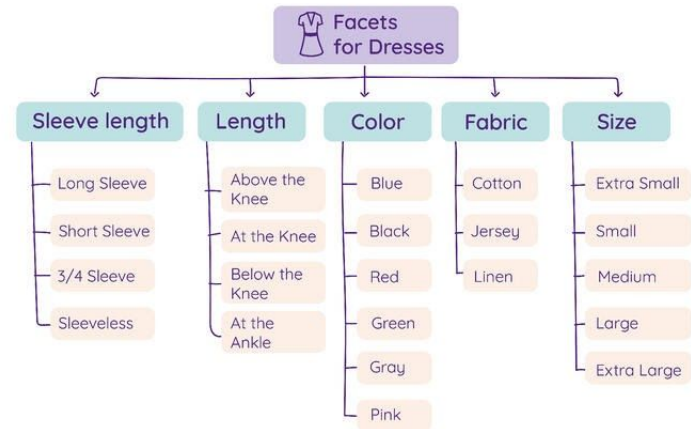 Facets
for Dresses
Sleeve length
Long Sleeve
Short Sleeve
3/4 Sleeve
Sleeveless
Length
Above the
Knee
At the Knee
Below the
Knee
At the
Ankle
Color
Blue
Black
Red
Green
Gray
Pink
Fabric
Cotton
Jersey
Linen
Size
Extra Small
Small
Medium
Large
Extra Large